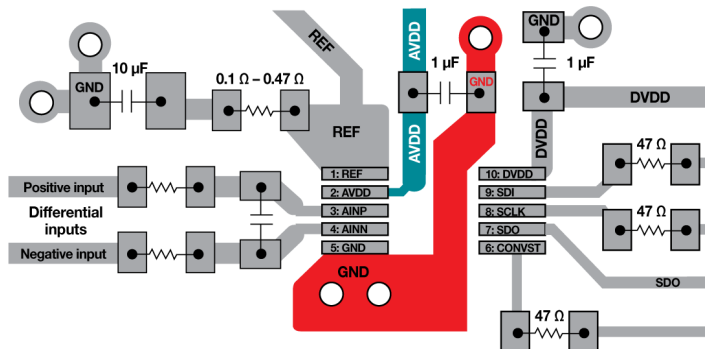 GND
10 µF
0.1 Ω – 0.47 Ω
REF
REF
AVDD
AVDD
1 µF
GND
GND
1 µF
DVDD
DVDD
1: REF
2: AVDD
3: AINP
4: AINN
5: GND
10: DVDD
9: SDI
8: SCLK
7: SDO
6: CONVST
Positive input
Differential
inputs
Negative input
GND
47 Ω
47 Ω
SDO
47 Ω